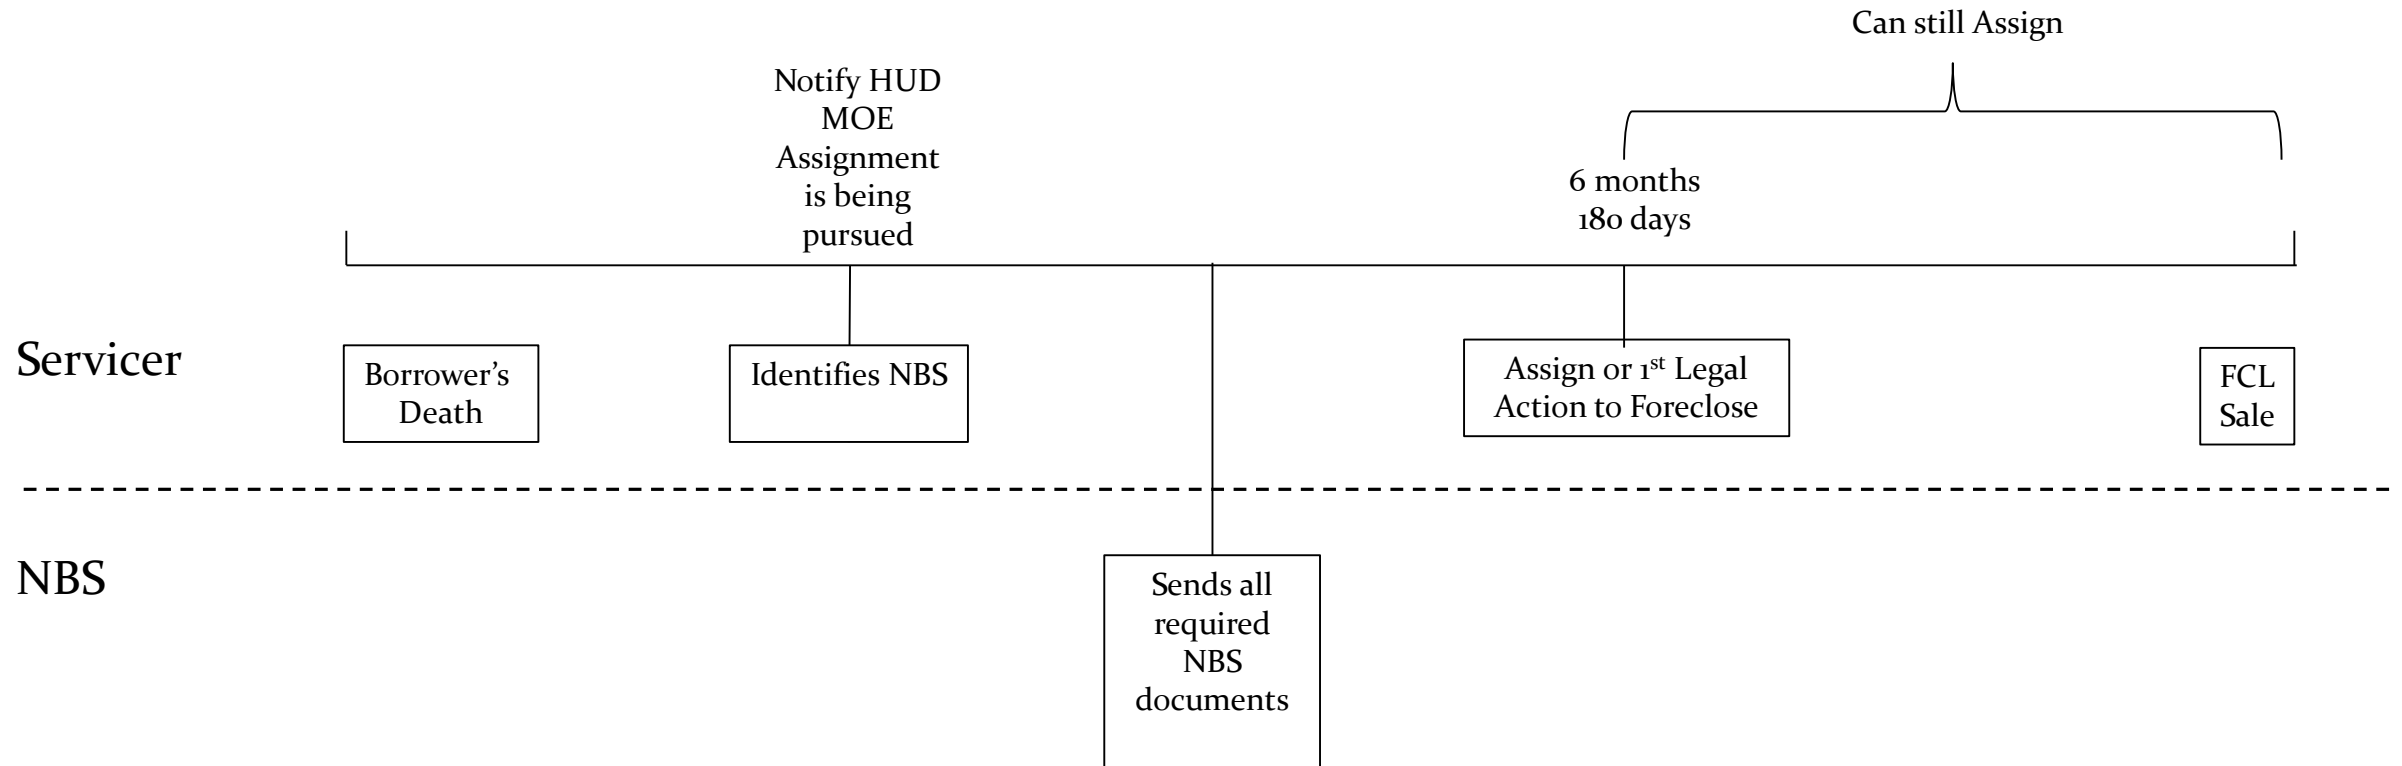 Can still Assign
Notify HUD
MOE
Assignment
is being
pursued
6 months
180 days
Servicer
Borrower’s
Death
Identifies NBS
Assign or 1st Legal
Action to Foreclose
FCL
Sale
NBS
Sends all
required
NBS
documents